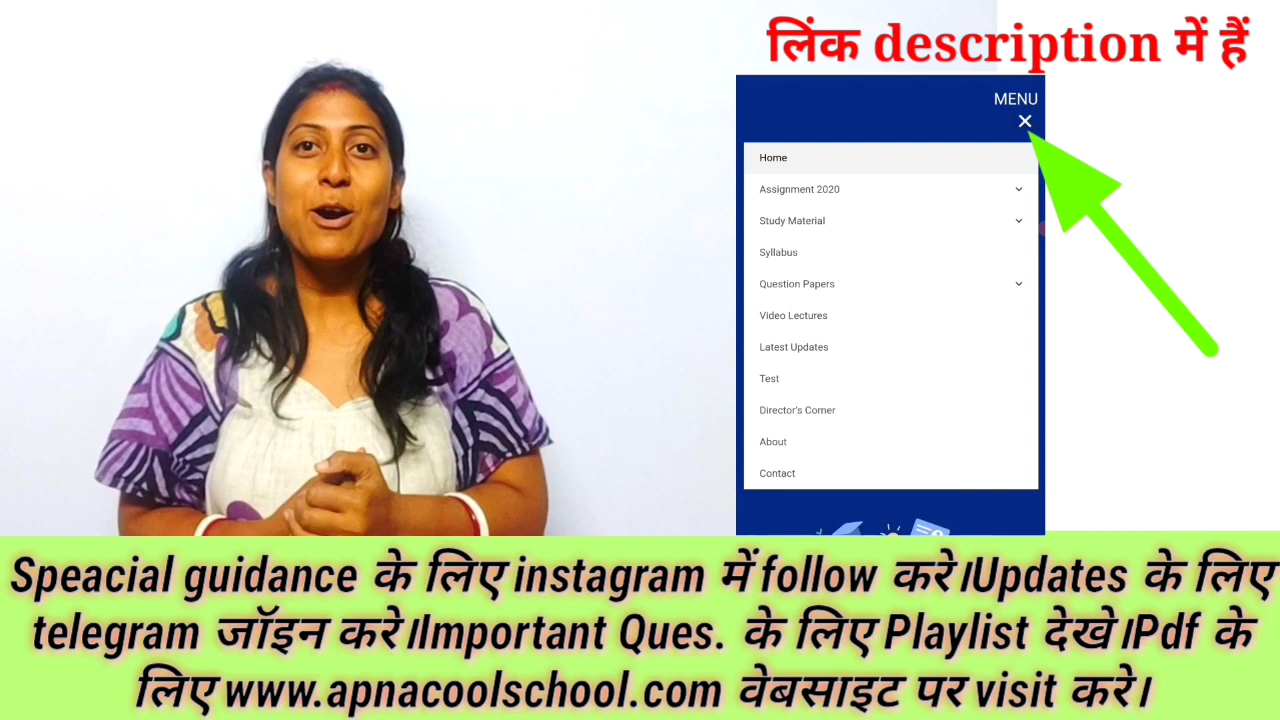 लिंक description में हैं
MENU
Home
Assignment 2020
Study Material
Syllabus
Question Papers
Video Lectures
Latest Updates
Test
Director's Corner
About
Contact
Speacial guidance के लिए instagram में follow करे।Updates के लिए
telegram जॉइन करे।Important Ques. के लिए Playlist देखे।Pdf के
लिए www.apnacoolschool.com वेबसाइट पर visit करे।